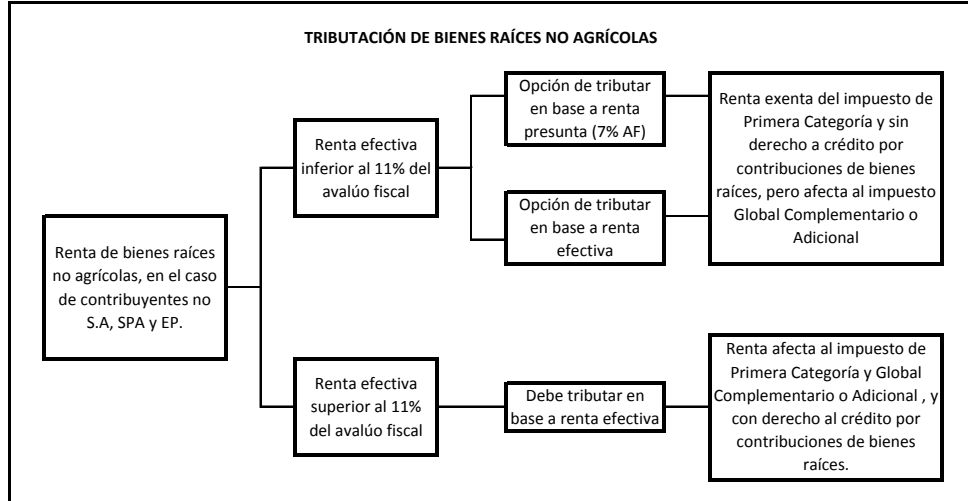 TRIBUTACIÓN DE BIENES RAÍCES NO AGRÍCOLAS
Renta de bienes raíces
no agrícolas, en el caso
de contribuyentes no
S.A, SPA y EP.
Renta efectiva
inferior al 11% del
avalúo fiscal
Opción de tributar
en base a renta
presunta (7% AF)
Opción de tributar
en base a renta
efectiva
Renta exenta del impuesto de
Primera Categoría y sin
derecho a crédito por
contribuciones de bienes
raíces, pero afecta al impuesto
Global Complementario o
Adicional
Renta efectiva
superior al 11%
del avalúo fiscal
Debe tributar en
base a renta efectiva
Renta afecta al impuesto de
Primera Categoría y Global
Complementario o Adicional , y
con derecho al crédito por
contribuciones de bienes
raíces.